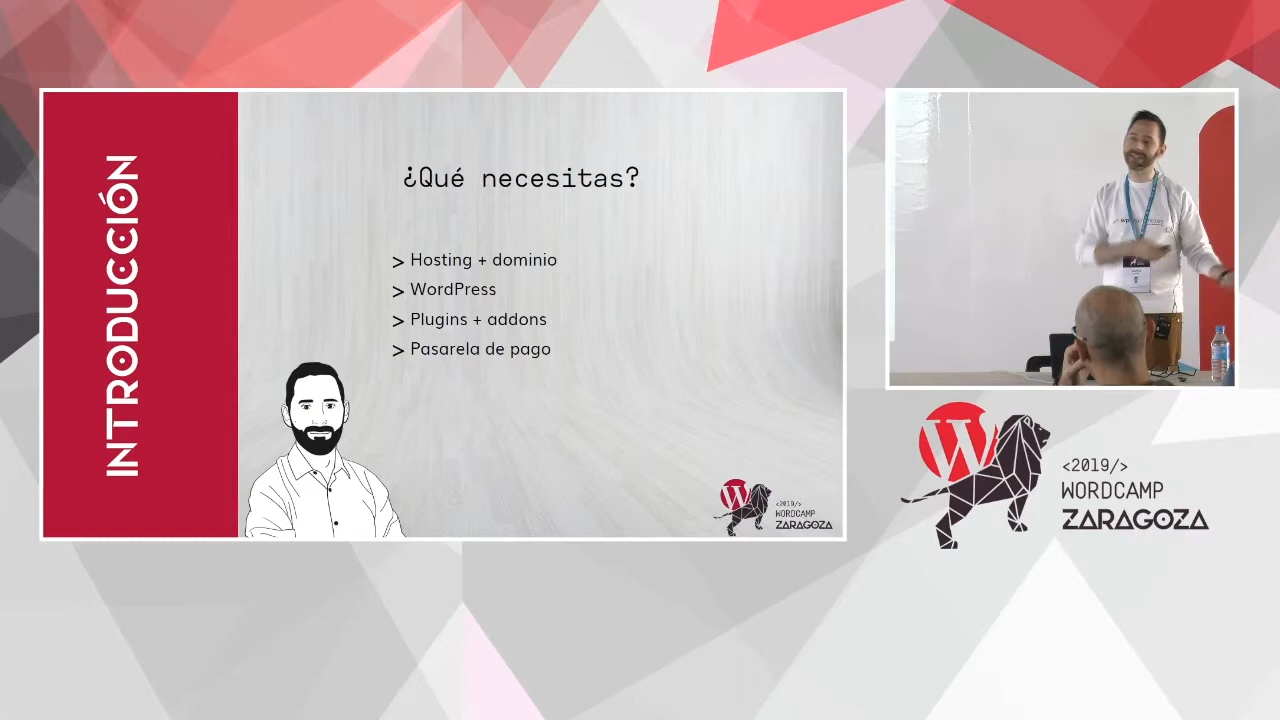 INTRODUCCIÓN
¿Qué necesitas?
> Hosting + dominio
> WordPress
> Plugins + addons
> Pasarela de pago
<2019/>
WORDCAMP
ZARAGOZA
W
<2019/>
WORDCAMP
ZARAGOZA